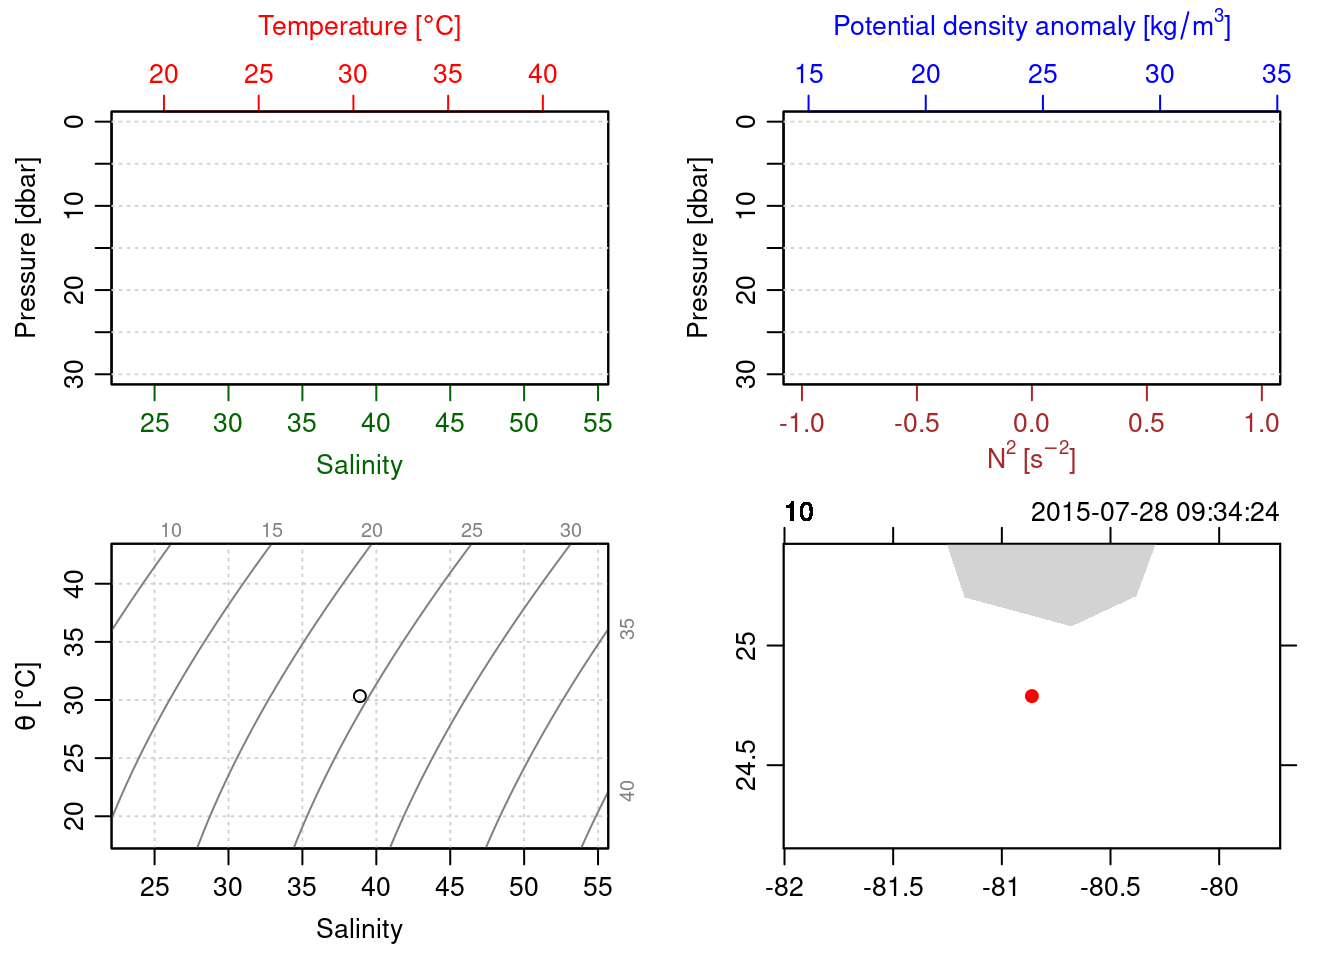 Temperature [°C]
20 25 30 35 40
0
10
20
30
Pressure [dbar]
25 30 35 40 45 50 55
Salinity
Potential density anomaly [kg/m³]
15 20 25 30 35
0
10
20
30
Pressure [dbar]
-1.0 -0.5 0.0 0.5 1.0
N² [s⁻²]
10 15 20 25 30
35
40
40
35
30
25
20
θ [°C]
25 30 35 40 45 50 55
Salinity
10 2015-07-28 09:34:24
25
24.5
-82 -81.5 -81 -80.5 -80